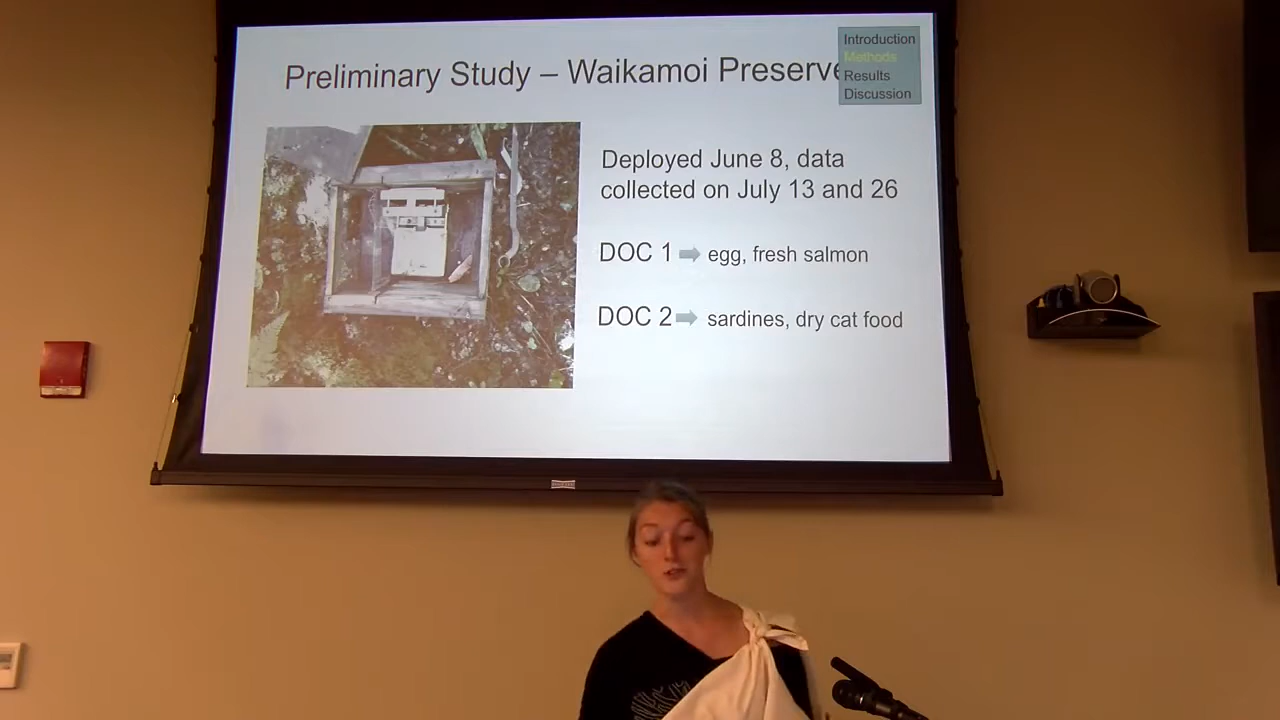 Preliminary Study – Waikamoi Preserve
Introduction
Methods
Results
Discussion
Deployed June 8, data
collected on July 13 and 26
DOC 1 ➡ egg, fresh salmon
DOC 2 ➡ sardines, dry cat food